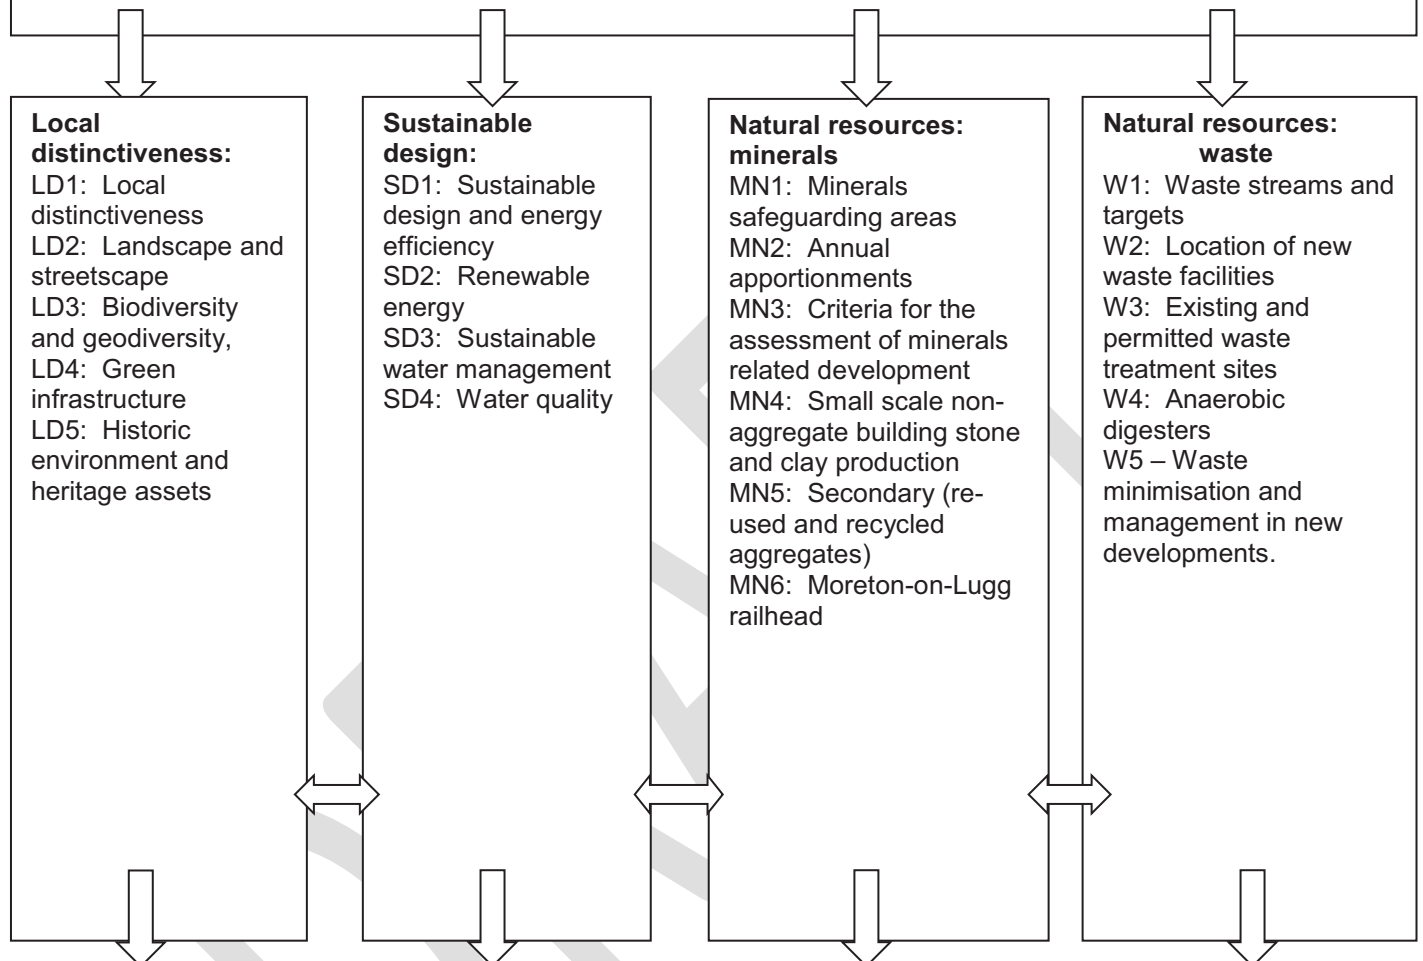 Local
distinctiveness:
LD1:  Local
distinctiveness
LD2:  Landscape and
streetscape
LD3:  Biodiversity
and geodiversity,
LD4:  Green
infrastructure
LD5:  Historic
environment and
heritage assets
Sustainable
design:
SD1:  Sustainable
design and energy
efficiency
SD2:  Renewable
energy
SD3:  Sustainable
water management
SD4:  Water quality
Natural resources:
minerals
MN1:  Minerals
safeguarding areas
MN2:  Annual
apportionments
MN3:  Criteria for the
assessment of minerals
related development
MN4:  Small scale non-
aggregate building stone
and clay production
MN5:  Secondary (re-
used and recycled
aggregates)
MN6:  Moreton-on-Lugg
railhead
Natural resources:
waste
W1:  Waste streams and
targets
W2:  Location of new
waste facilities
W3:  Existing and
permitted waste
treatment sites
W4:  Anaerobic
digesters
W5 – Waste
minimisation and
management in new
developments.